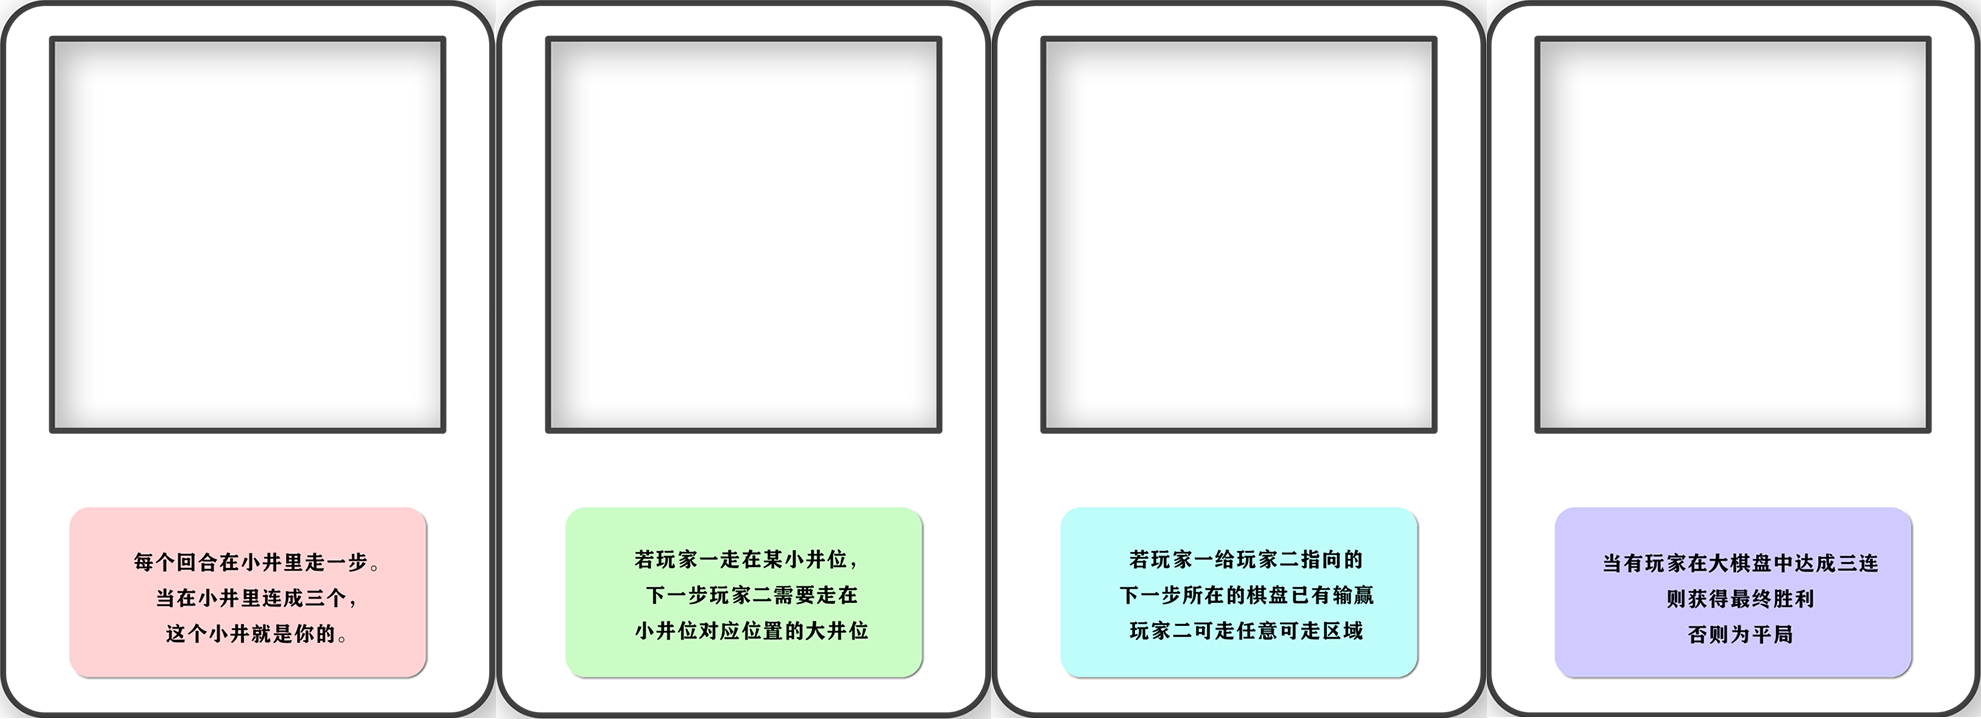 每个回合在小井里走一步。
当在小井里连成三个，
这个小井就是你的。
若玩家一走在某小井位，
下一步玩家二需要走在
小井位对应位置的大井位
若玩家一给玩家二指向的
下一步所在的棋盘已有输赢
玩家二可走任意可走区域
当有玩家在大棋盘中达成三连
则获得最终胜利
否则为平局